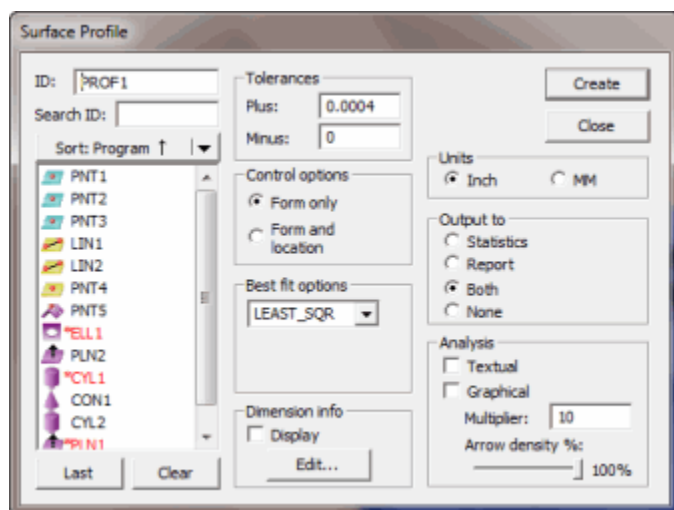 Surface Profile
ID: PROF1
Search ID:
Sort: Program ↑
PNT1
PNT2
PNT3
LIN1
LIN2
PNT4
PNT5
*ELL1
PLN2
*CYL1
CON1
CYL2
*PLN1
Last Clear
Tolerances
Plus: 0.0004
Minus: 0
Control options
Form only
Form and
location
Best fit options
LEAST_SQR
Dimension info
Display
Edit...
Create
Close
Units
Inch MM
Output to
Statistics
Report
Both
None
Analysis
Textual
Graphical
Multiplier: 10
Arrow density %:
100%